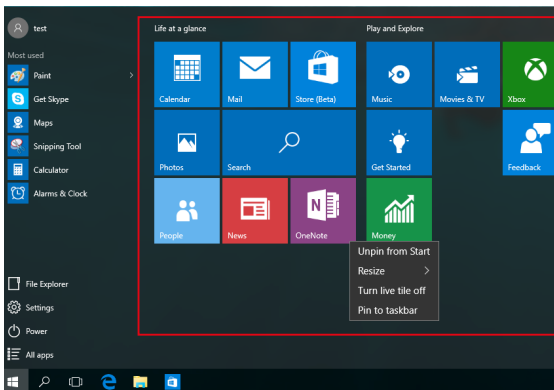 test
Most used
Paint
Get Skype
Maps
Snipping Tool
Calculator
Alarms & Clock
File Explorer
Settings
Power
All apps
Life at a glance
Calendar
Mail
Store (Beta)
Photos
Search
People
News
OneNote
Play and Explore
Music
Movies & TV
Xbox
Get Started
Feedback
Money
Unpin from Start
Resize
Turn live tile off
Pin to taskbar